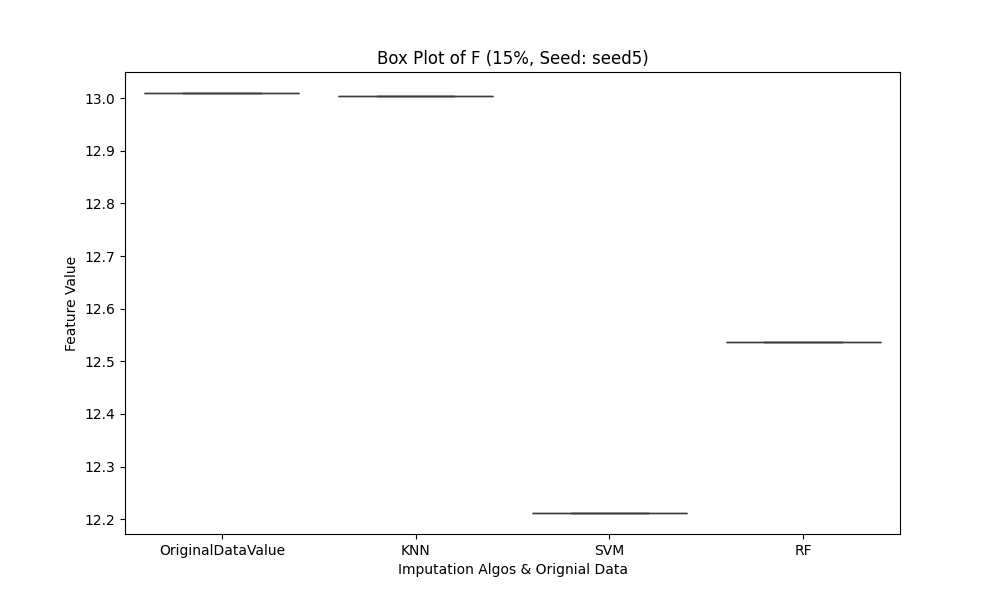 Box Plot of F (15%, Seed: seed5)
Feature Value
13.0
12.9
12.8
12.7
12.6
12.5
12.4
12.3
12.2
OriginalDataValue KNN SVM RF
Imputation Algos & Orignial Data